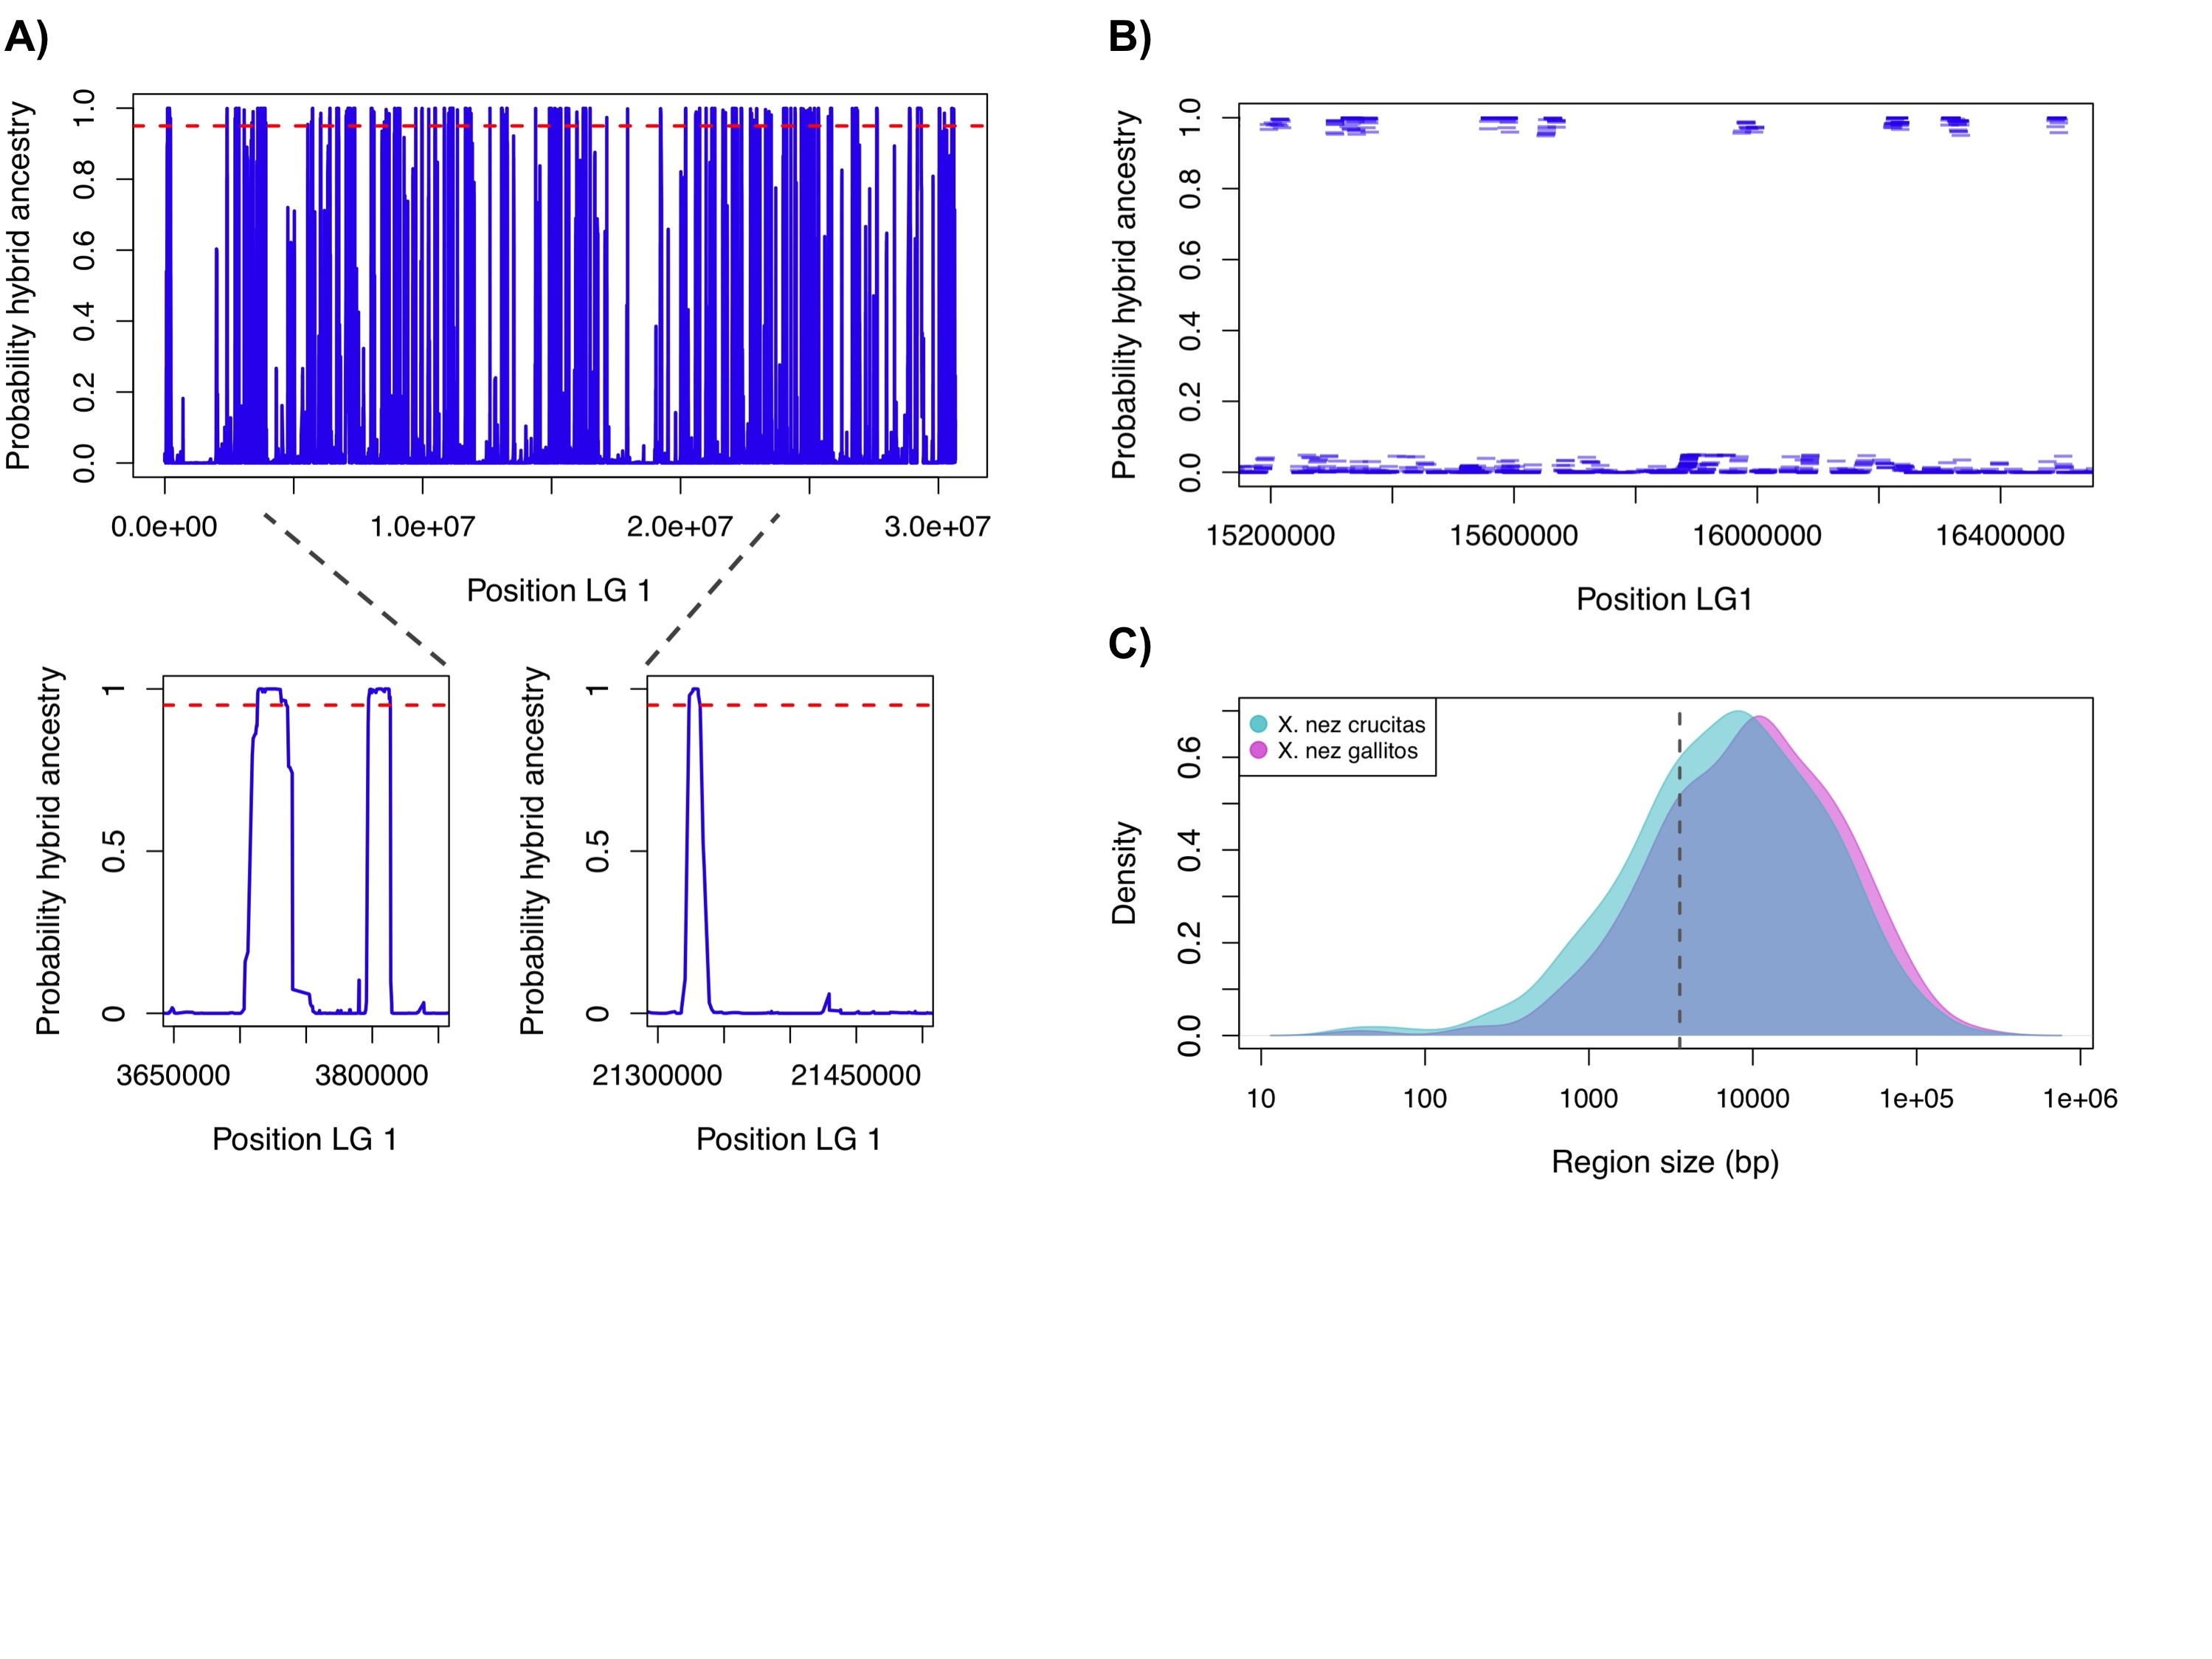 A)
Probability hybrid ancestry
1.0
0.8
0.6
0.4
0.2
0.0
0.0e+00 1.0e+07 2.0e+07 3.0e+07
Position LG 1
Probability hybrid ancestry
1
0.5
0
3650000 3800000
Position LG 1
Probability hybrid ancestry
1
0.5
0
21300000 21450000
Position LG 1
B)
Probability hybrid ancestry
1.0
0.8
0.6
0.4
0.2
0.0
15200000 15600000 16000000 16400000
Position LG1
C)
X. nez crucitas
X. nez gallitos
Density
0.6
0.4
0.2
0.0
10 100 1000 10000 1e+05 1e+06
Region size (bp)